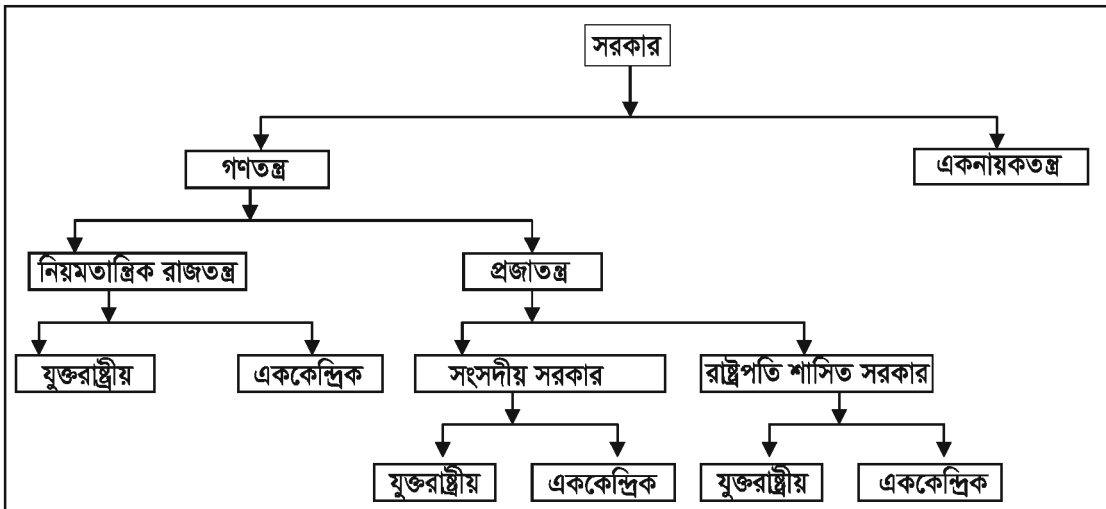 সরকার
গণতন্ত্র
একনায়কতন্ত্র
নিয়মতান্ত্রিক রাজতন্ত্র
প্রজাতন্ত্র
যুক্তরাষ্ট্রীয়
এককেন্দ্রিক
সংসদীয় সরকার
রাষ্ট্রপতি শাসিত সরকার
যুক্তরাষ্ট্রীয়
এককেন্দ্রিক
যুক্তরাষ্ট্রীয়
এককেন্দ্রিক